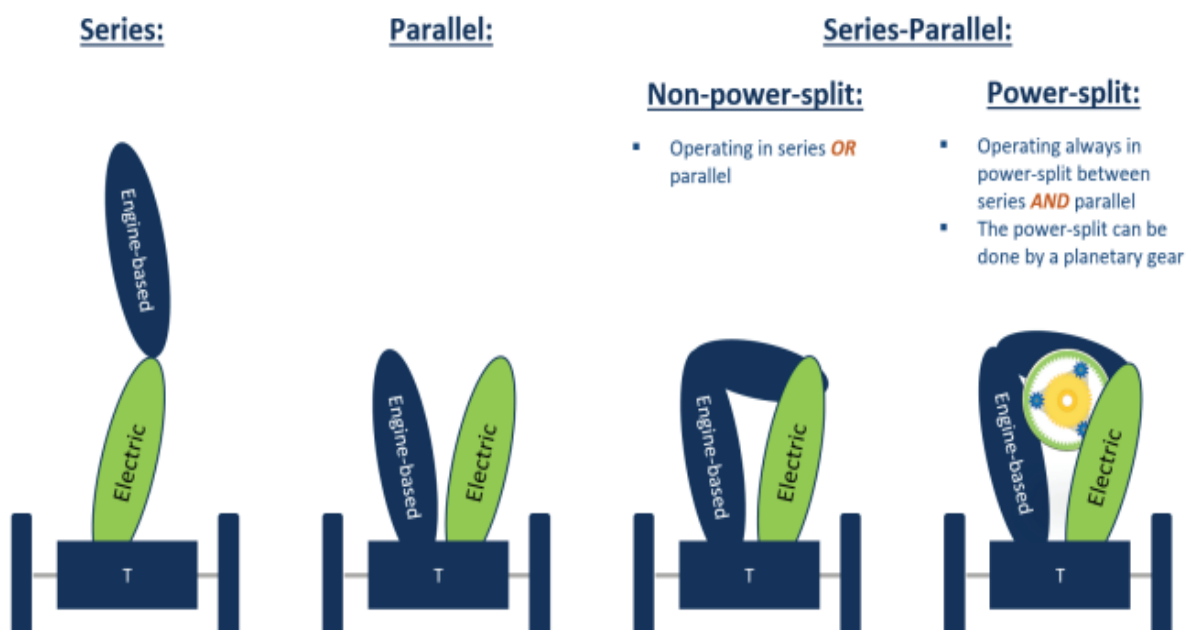 Series:
Parallel:
Series-Parallel:
Non-power-split:
Power-split:
▪ Operating in series OR
parallel
▪ Operating always in
power-split between
series AND parallel
▪ The power-split can be
done by a planetary gear
Engine-based
Electric
T
Engine-based
Electric
T
Engine-based
Electric
T
Engine-based
Electric
T